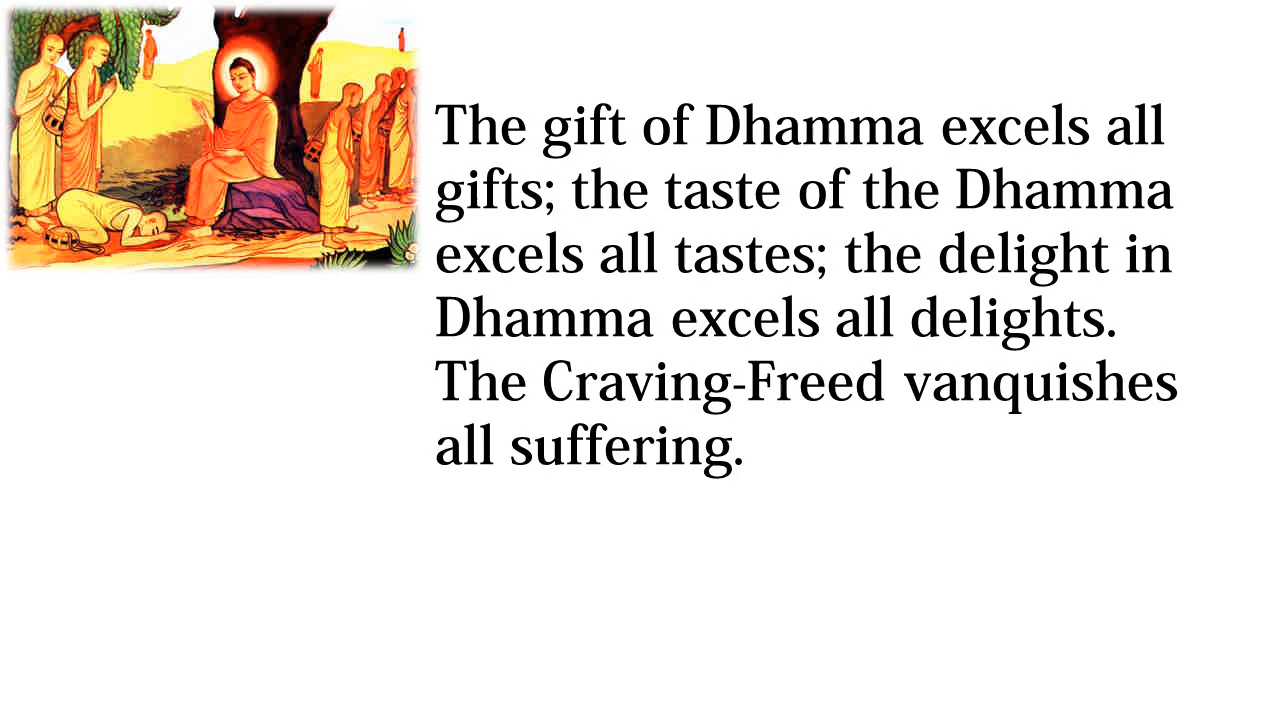 The gift of Dhamma excels all
gifts; the taste of the Dhamma
excels all tastes; the delight in
Dhamma excels all delights.
The Craving-Freed vanquishes
all suffering.